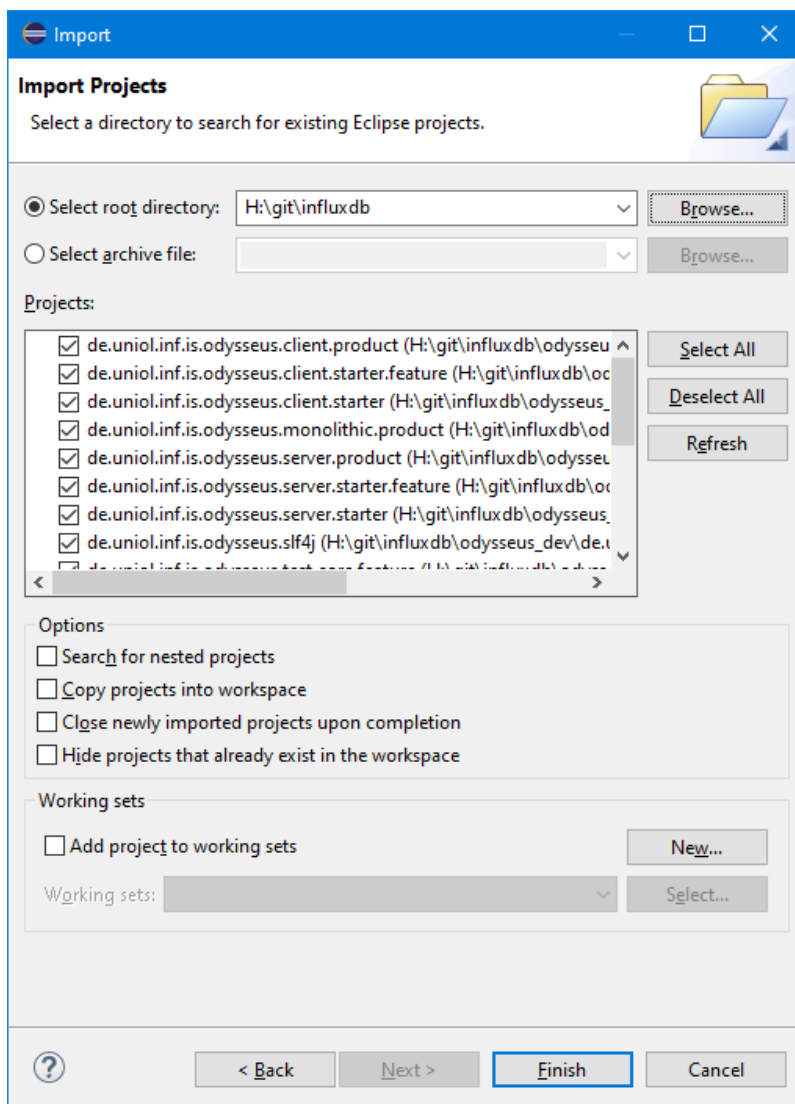 Import
Import Projects
Select a directory to search for existing Eclipse projects.
Select root directory: H:\git\influxdb Browse...
Select archive file: Browse...
Projects:
de.uniol.inf.is.odysseus.client.product (H:\git\influxdb\odysseu
de.uniol.inf.is.odysseus.client.starter.feature (H:\git\influxdb\od
de.uniol.inf.is.odysseus.client.starter (H:\git\influxdb\odysseus_
de.uniol.inf.is.odysseus.monolithic.product (H:\git\influxdb\od
de.uniol.inf.is.odysseus.server.product (H:\git\influxdb\odysseu
de.uniol.inf.is.odysseus.server.starter.feature (H:\git\influxdb\od
de.uniol.inf.is.odysseus.server.starter (H:\git\influxdb\odysseus_
de.uniol.inf.is.odysseus.slf4j (H:\git\influxdb\odysseus_dev\de.u
Select All
Deselect All
Refresh
Options
Search for nested projects
Copy projects into workspace
Close newly imported projects upon completion
Hide projects that already exist in the workspace
Working sets
Add project to working sets New...
Working sets: Select...
? < Back Next > Finish Cancel